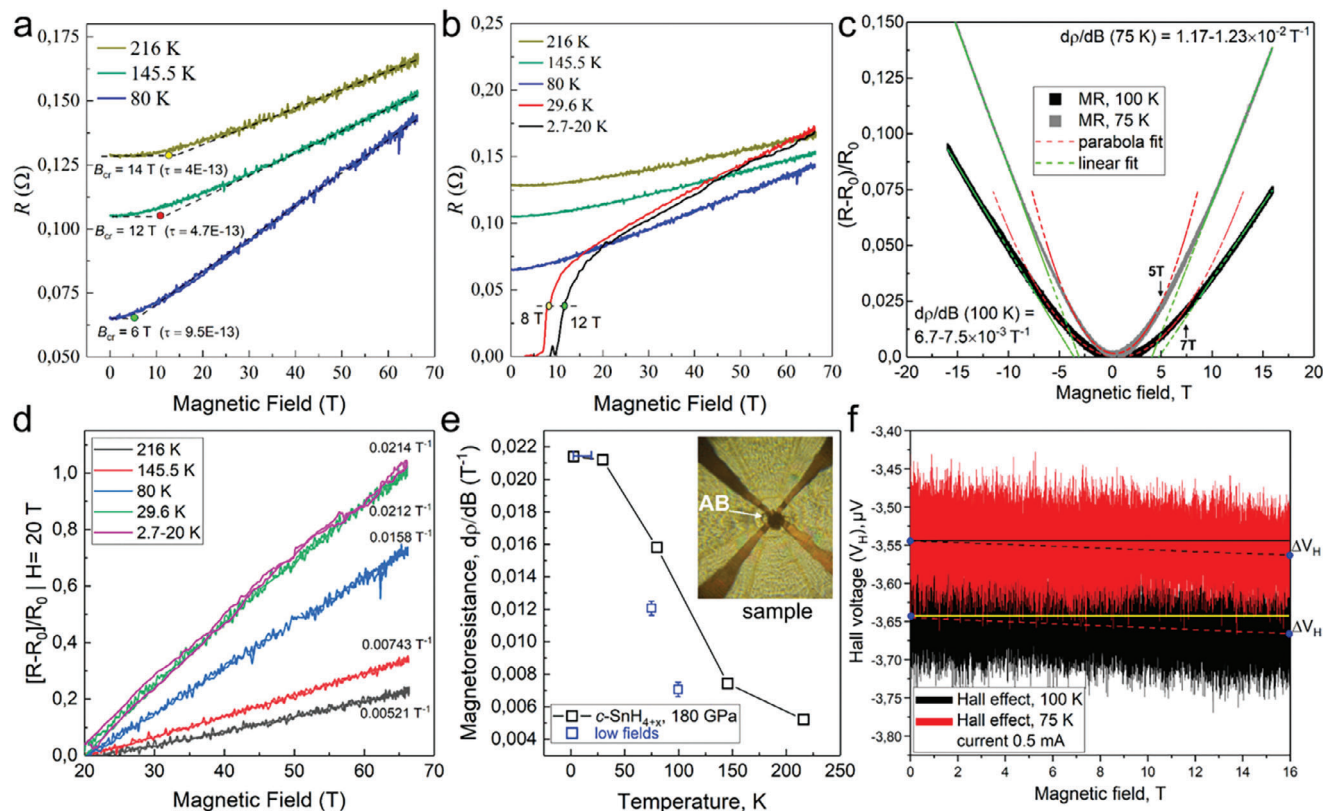 a
0,175
0,150
0,125
0,100
0,075
0,050
R (Ω)
216 K
145.5 K
80 K
B_cr = 14 T (τ = 4E-13)
B_cr = 12 T (τ = 4.7E-13)
B_cr = 6 T (τ = 9.5E-13)
0 10 20 30 40 50 60 70
Magnetic Field (T)
b
0,25
0,20
0,15
0,10
0,05
0,00
R (Ω)
216 K
145.5 K
80 K
29.6 K
2.7-20 K
8 T
12 T
0 10 20 30 40 50 60 70
Magnetic Field (T)
c
0,150
0,125
0,100
0,075
0,050
0,025
0,0
(R-R₀)/R₀
dρ/dB (75 K) = 1.17-1.23×10⁻² T⁻¹
MR, 100 K
MR, 75 K
parabola fit
linear fit
5T
7T
dρ/dB (100 K) =
6.7-7.5×10⁻³ T⁻¹
-20 -15 -10 -5 0 5 10 15 20
Magnetic field, T
d
1,0
0,8
0,6
0,4
0,2
0,0
[R-R₀]/R₀ | H= 20 T
216 K
145.5 K
80 K
29.6 K
2.7-20 K
0.0214 T⁻¹
0.0212 T⁻¹
0.0158 T⁻¹
0.00743 T⁻¹
0.00521 T⁻¹
20 30 40 50 60 70
Magnetic Field (T)
e
0,022
0,020
0,018
0,016
0,014
0,012
0,010
0,008
0,006
0,004
Magnetoresistance, dρ/dB (T⁻¹)
AB
sample
c-SnH₄₊ₓ, 180 GPa
low fields
0 50 100 150 200 250
Temperature, K
f
-3,40
-3,45
-3,50
-3,55
-3,60
-3,65
-3,70
-3,75
-3,80
Hall voltage (V_H), μV
ΔV_H
ΔV_H
Hall effect, 100 K
Hall effect, 75 K
current 0.5 mA
0 2 4 6 8 10 12 14 16
Magnetic field, T